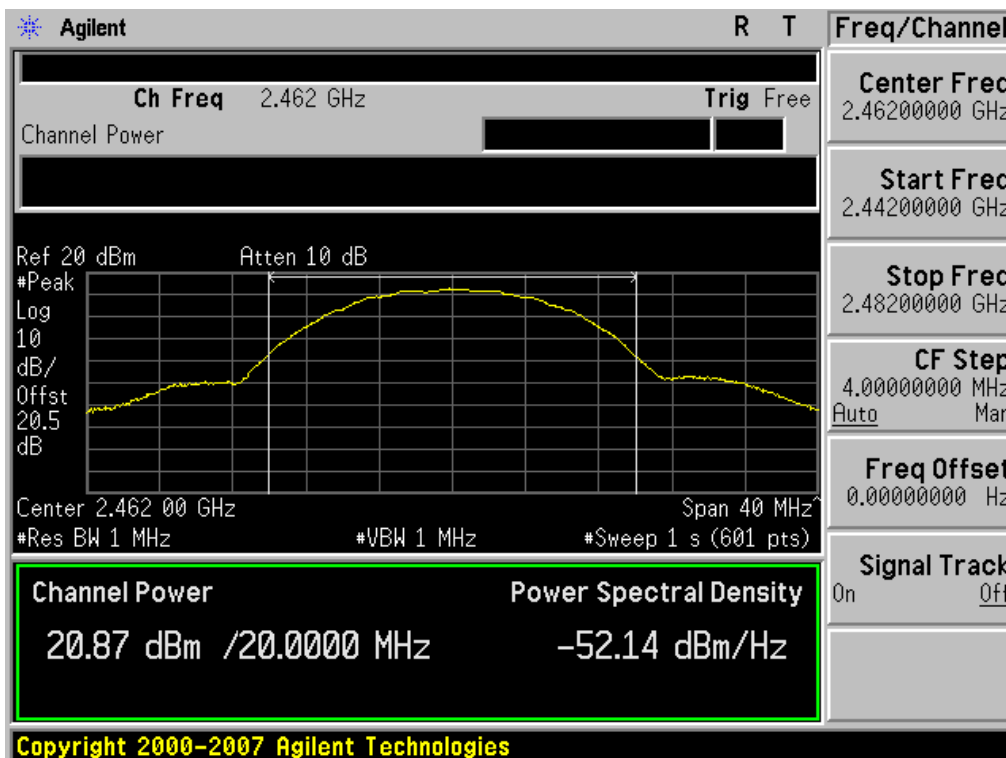 Agilent
R T
Freq/Channel
Ch Freq 2.462 GHz
Trig Free
Channel Power
Center Freq
2.46200000 GHz
Start Freq
2.44200000 GHz
Stop Freq
2.48200000 GHz
CF Step
4.00000000 MHz
Auto Man
Freq Offset
0.00000000 Hz
Signal Track
On Off
Ref 20 dBm
Atten 10 dB
#Peak
Log
10
dB/
Offst
20.5
dB
Center 2.462 00 GHz
Span 40 MHz^
#Res BW 1 MHz
#VBW 1 MHz
#Sweep 1 s (601 pts)
Channel Power
Power Spectral Density
20.87 dBm /20.0000 MHz
-52.14 dBm/Hz
Copyright 2000-2007 Agilent Technologies